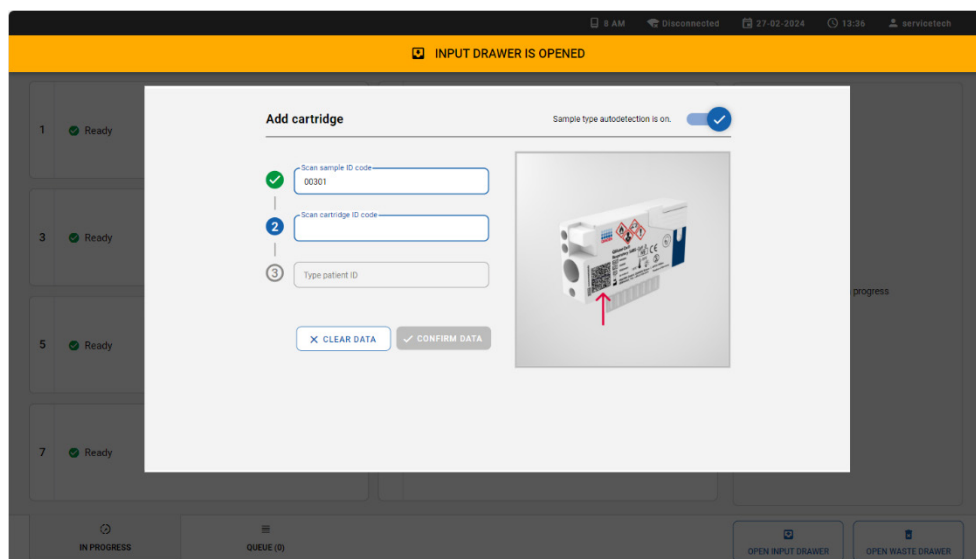 8 AM Disconnected 27-02-2024 13:36 servicetech
INPUT DRAWER IS OPENED
Add cartridge
Sample type autodetection is on.
Scan sample ID code
00301
2
Scan cartridge ID code
3
Type patient ID
CLEAR DATA
CONFIRM DATA
CE
1 Ready
3 Ready
5 Ready
7 Ready
progress
IN PROGRESS
QUEUE (0)
OPEN INPUT DRAWER
OPEN WASTE DRAWER